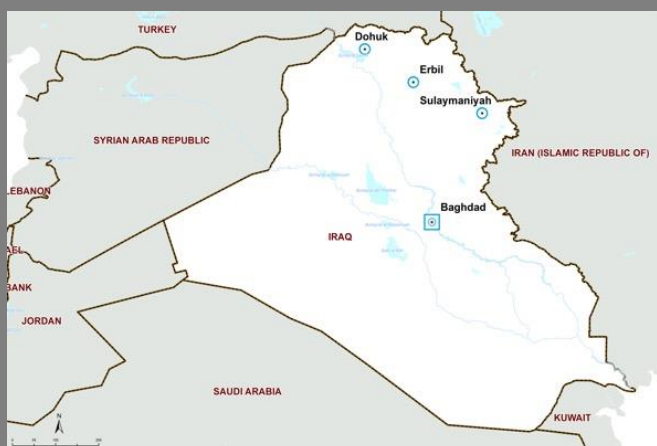 TURKEY
Dohuk
Erbil
Sulaymaniyah
SYRIAN ARAB REPUBLIC
IRAN (ISLAMIC REPUBLIC OF)
LEBANON
Baghdad
IRAQ
AEL
BANK
JORDAN
SAUDI ARABIA
KUWAIT
N